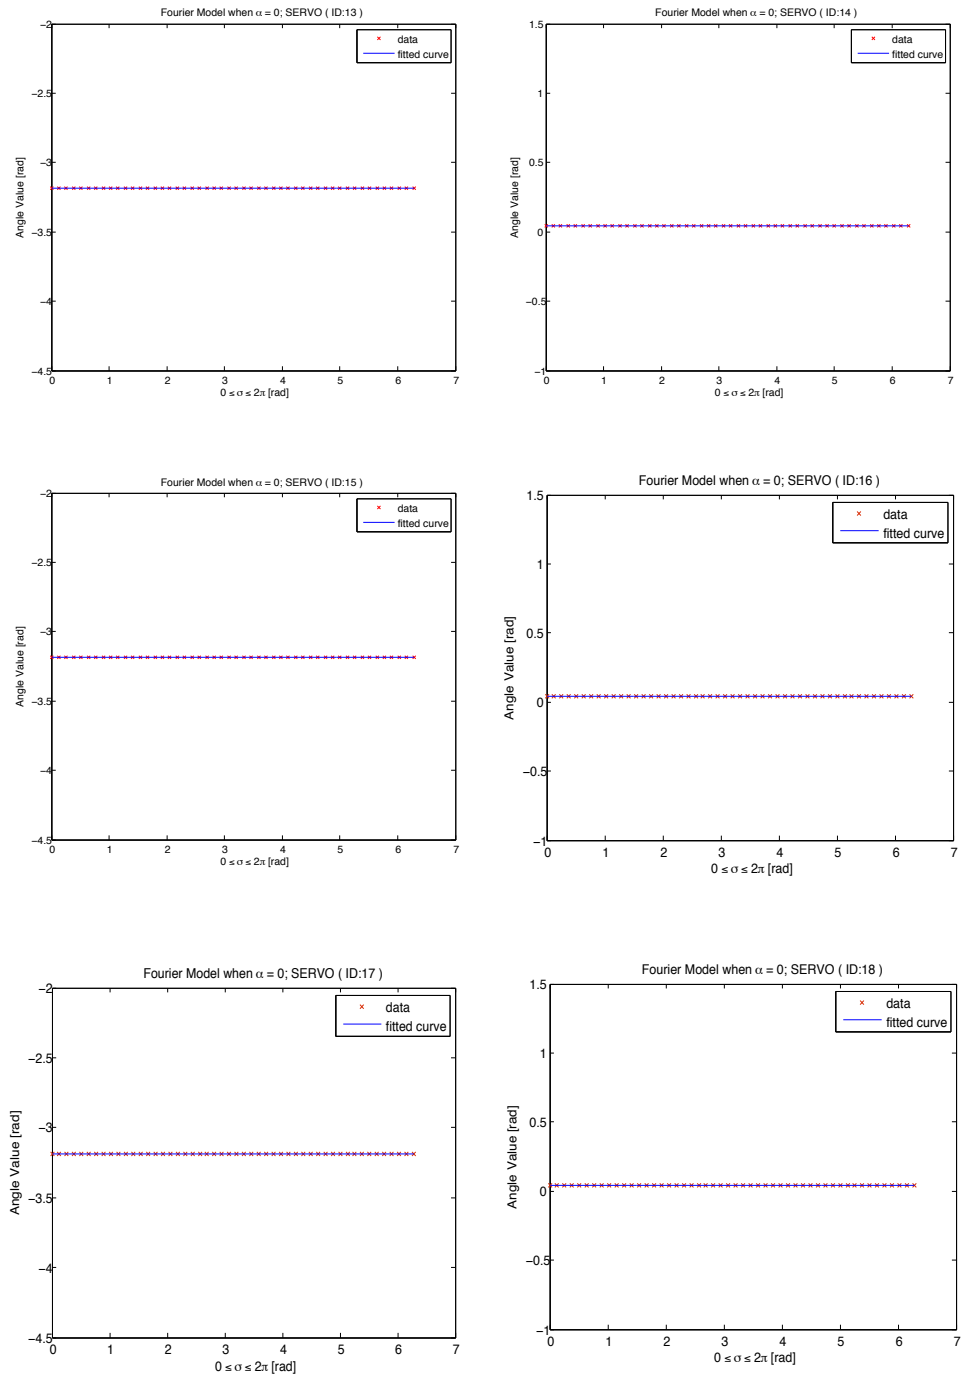 Fourier Model when α = 0; SERVO ( ID:13 )
-2
-2.5
-3
-3.5
-4
-4.5
Angle Value [rad]
data
fitted curve
0 1 2 3 4 5 6 7
0 ≤ σ ≤ 2π [rad]
Fourier Model when α = 0; SERVO ( ID:14 )
1.5
1
0.5
0
-0.5
-1
Angle Value [rad]
data
fitted curve
0 1 2 3 4 5 6 7
0 ≤ σ ≤ 2π [rad]
Fourier Model when α = 0; SERVO ( ID:15 )
-2
-2.5
-3
-3.5
-4
-4.5
Angle Value [rad]
data
fitted curve
0 1 2 3 4 5 6 7
0 ≤ σ ≤ 2π [rad]
Fourier Model when α = 0; SERVO ( ID:16 )
1.5
1
0.5
0
-0.5
-1
Angle Value [rad]
data
fitted curve
0 1 2 3 4 5 6 7
0 ≤ σ ≤ 2π [rad]
Fourier Model when α = 0; SERVO ( ID:17 )
-2
-2.5
-3
-3.5
-4
-4.5
Angle Value [rad]
data
fitted curve
0 1 2 3 4 5 6 7
0 ≤ σ ≤ 2π [rad]
Fourier Model when α = 0; SERVO ( ID:18 )
1.5
1
0.5
0
-0.5
-1
Angle Value [rad]
data
fitted curve
0 1 2 3 4 5 6 7
0 ≤ σ ≤ 2π [rad]